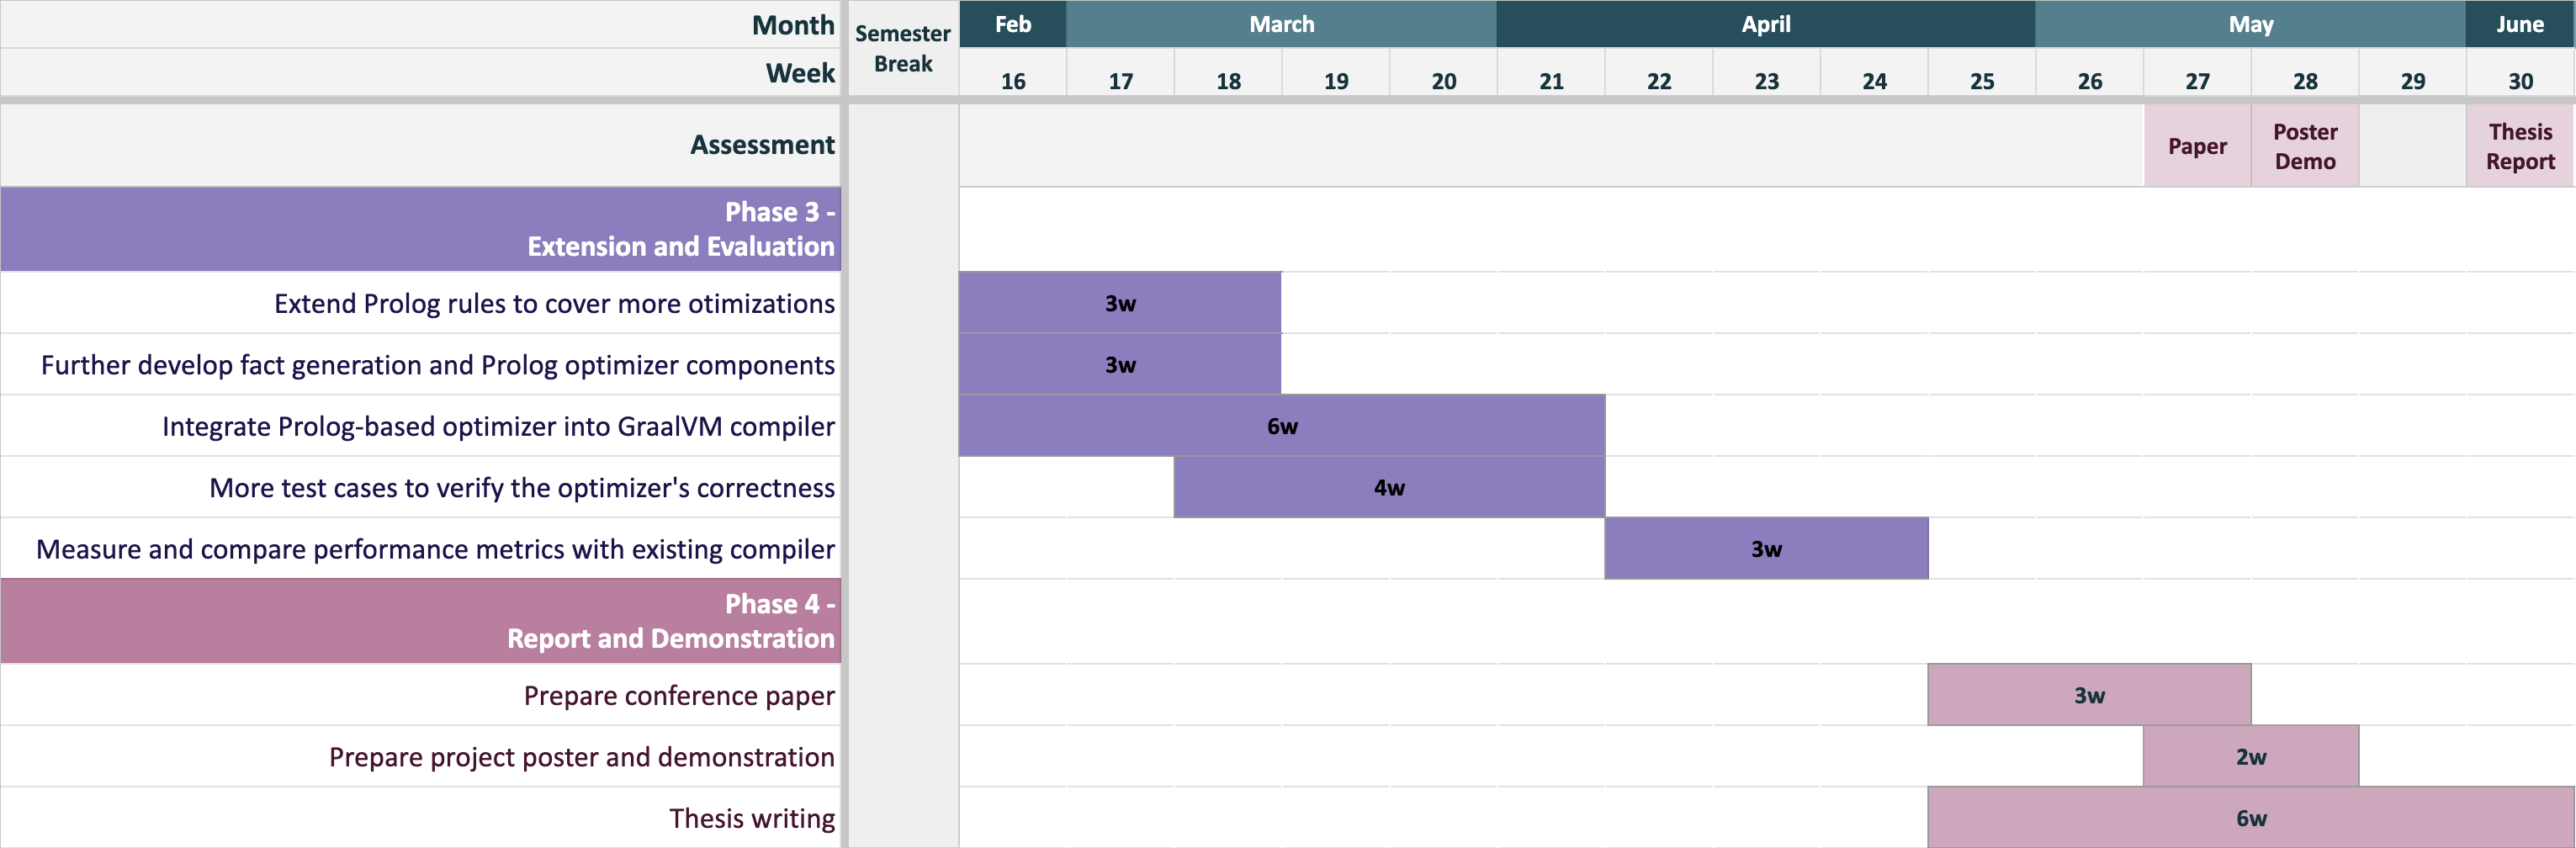 Month
Semester
Break
Feb
March
April
May
June
Week
16
17
18
19
20
21
22
23
24
25
26
27
28
29
30
Assessment
Paper
Poster
Demo
Thesis
Report
Phase 3 -
Extension and Evaluation
Extend Prolog rules to cover more otimizations
3w
Further develop fact generation and Prolog optimizer components
3w
Integrate Prolog-based optimizer into GraalVM compiler
6w
More test cases to verify the optimizer's correctness
4w
Measure and compare performance metrics with existing compiler
3w
Phase 4 -
Report and Demonstration
Prepare conference paper
3w
Prepare project poster and demonstration
2w
Thesis writing
6w